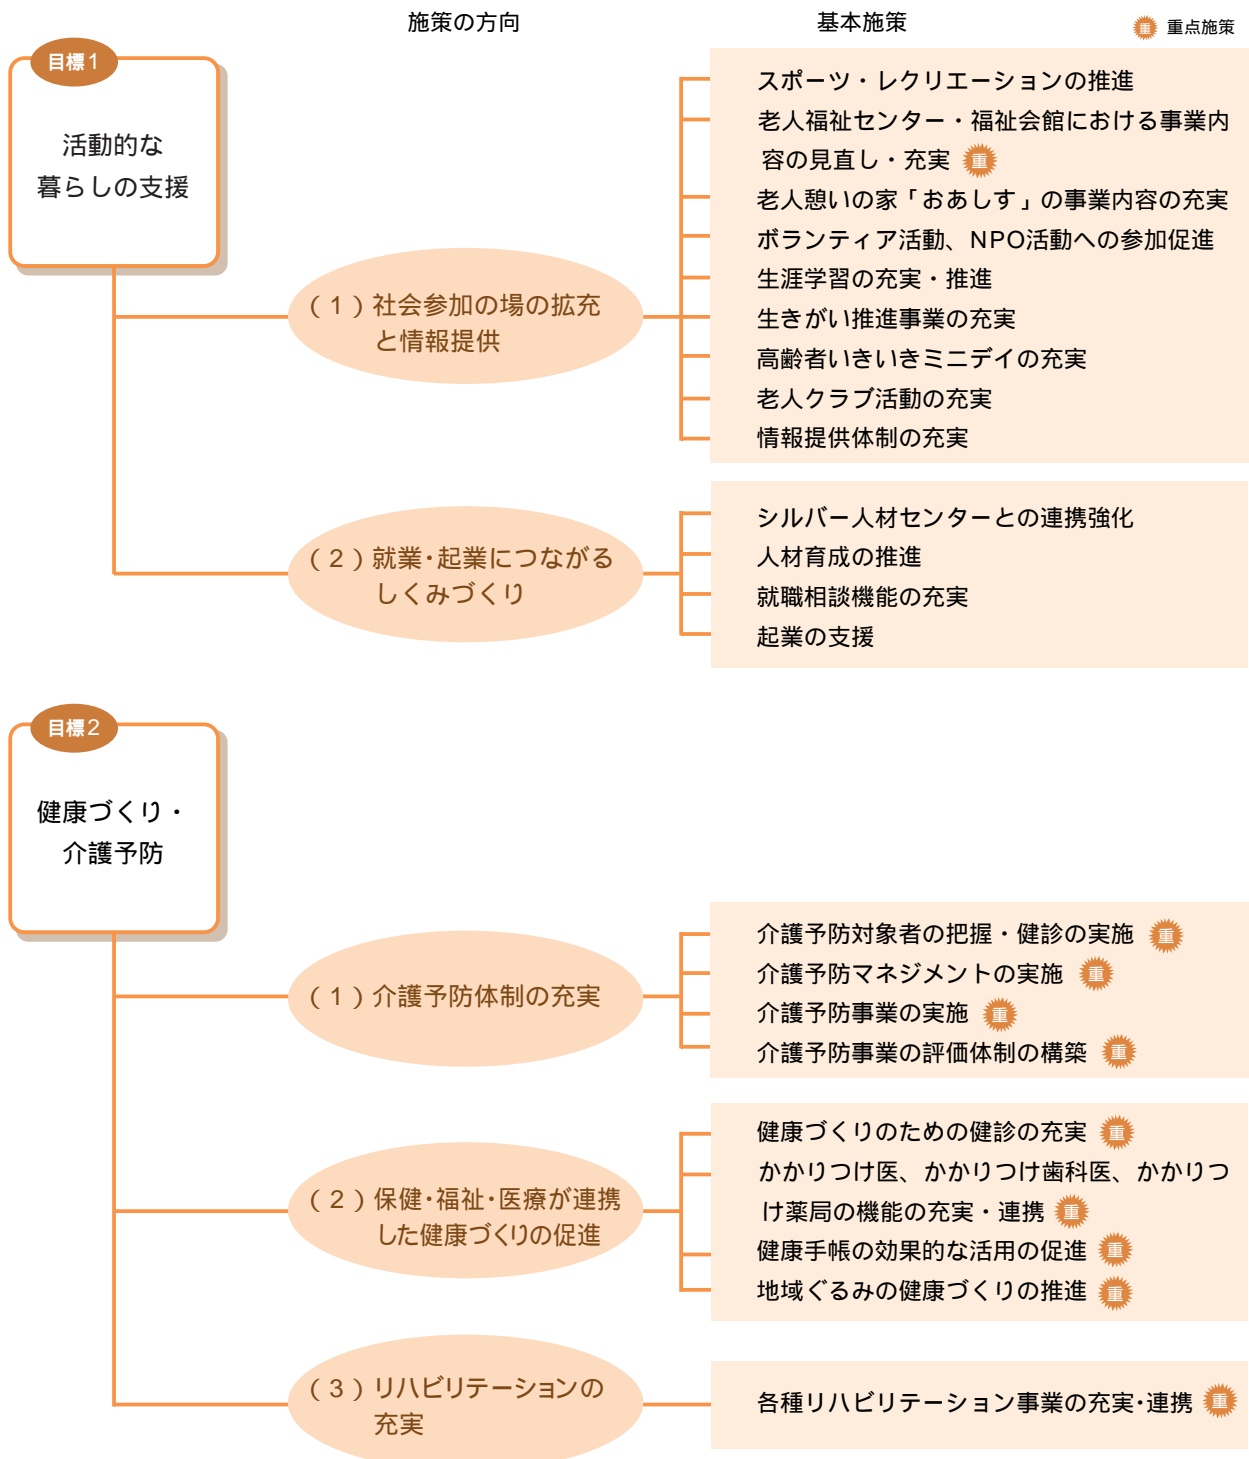 施策の方向
基本施策
重 重点施策
目標1
活動的な
暮らしの支援
(1)社会参加の場の拡充
と情報提供
スポーツ・レクリエーションの推進
老人福祉センター・福祉会館における事業内
容の見直し・充実 重
老人憩いの家「おあしす」の事業内容の充実
ボランティア活動、NPO活動への参加促進
生涯学習の充実・推進
生きがい推進事業の充実
高齢者いきいきミニデイの充実
老人クラブ活動の充実
情報提供体制の充実
(2)就業・起業につながる
しくみづくり
シルバー人材センターとの連携強化
人材育成の推進
就職相談機能の充実
起業の支援
目標2
健康づくり・
介護予防
(1)介護予防体制の充実
介護予防対象者の把握・健診の実施 重
介護予防マネジメントの実施 重
介護予防事業の実施 重
介護予防事業の評価体制の構築 重
(2)保健・福祉・医療が連携
した健康づくりの促進
健康づくりのための健診の充実 重
かかりつけ医、かかりつけ歯科医、かかりつ
け薬局の機能の充実・連携 重
健康手帳の効果的な活用の促進 重
地域ぐるみの健康づくりの推進 重
(3)リハビリテーションの
充実
各種リハビリテーション事業の充実・連携 重